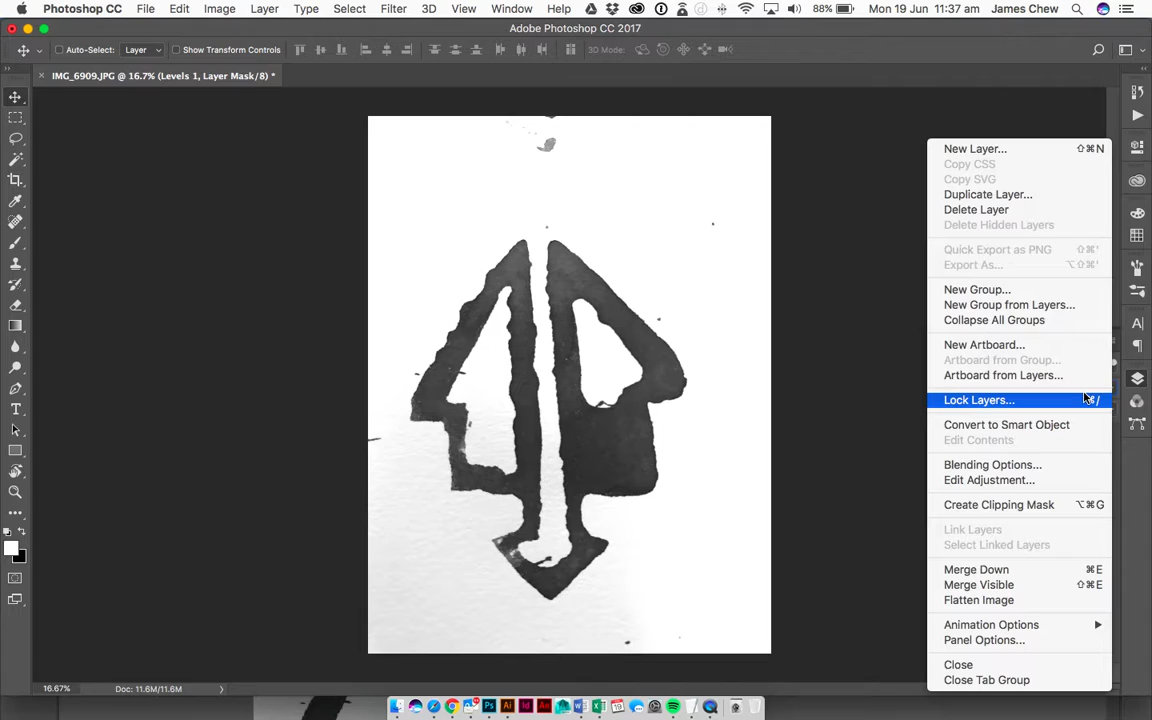 Photoshop CC File Edit Image Layer Type Select Filter 3D View Window Help 88% Mon 19 Jun 11:37 am James Chew
Adobe Photoshop CC 2017
Auto-Select: Layer Show Transform Controls 3D Mode:
IMG_6909.JPG @ 16.7% (Levels 1, Layer Mask/8) *
New Layer... ⇧⌘N
Copy CSS
Copy SVG
Duplicate Layer...
Delete Layer
Delete Hidden Layers
Quick Export as PNG ⇧⌘'
Export As... ⌥⇧⌘'
New Group...
New Group from Layers...
Collapse All Groups
New Artboard...
Artboard from Group...
Artboard from Layers...
Lock Layers... ⌘/
Convert to Smart Object
Edit Contents
Blending Options...
Edit Adjustment...
Create Clipping Mask ⌥⌘G
Link Layers
Select Linked Layers
Merge Down ⌘E
Merge Visible ⇧⌘E
Flatten Image
Animation Options
Panel Options...
Close
Close Tab Group
16.67% Doc: 11.6M/11.6M